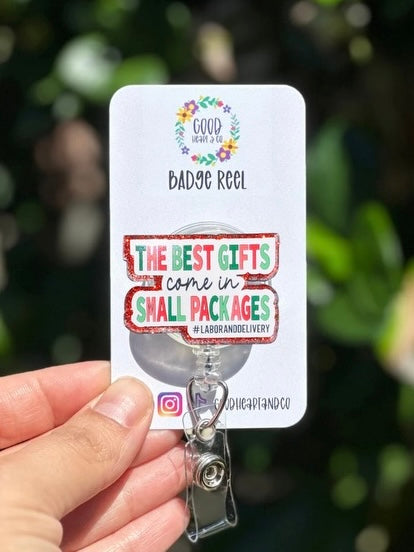 GOOD
HEART & CO
BADGE REEL
THE BEST GIFTS
come in
SMALL PACKAGES
#LABORANDDELIVERY
GOODHEARTANDCO